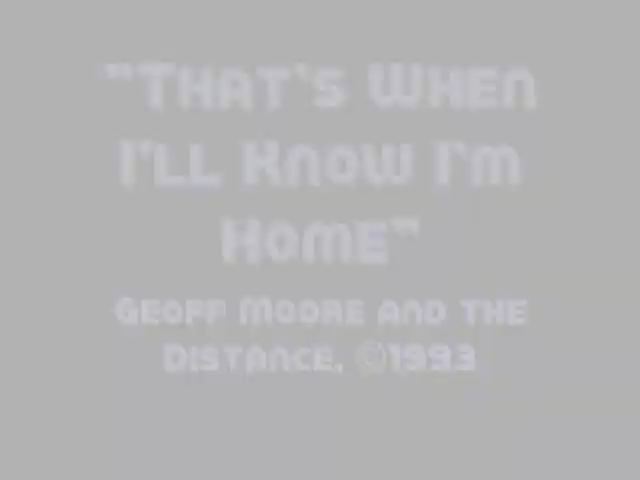 "That's When
I'll Know I'm
Home"
Geoff Moore and the
Distance, ©1993